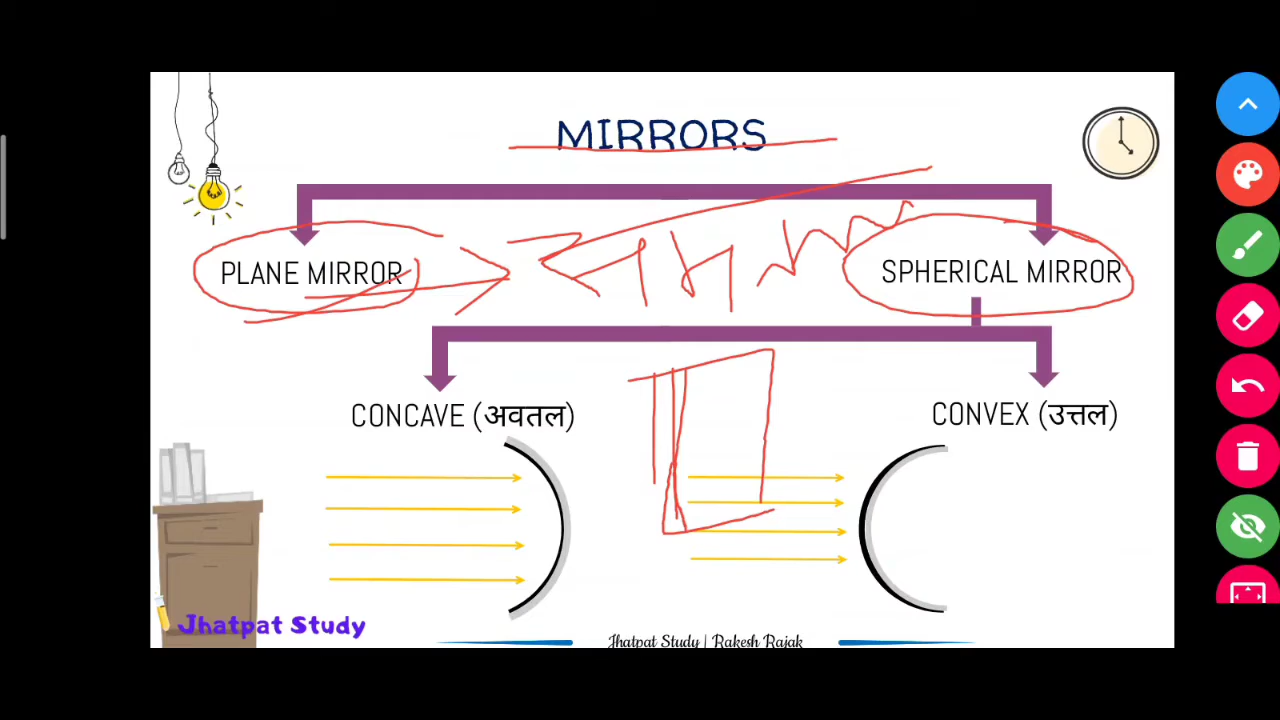 MIRRORS
PLANE MIRROR
SPHERICAL MIRROR
CONCAVE (अवतल)
CONVEX (उत्तल)
Jhatpat Study
Jhatpat Study | Rakesh Rajak